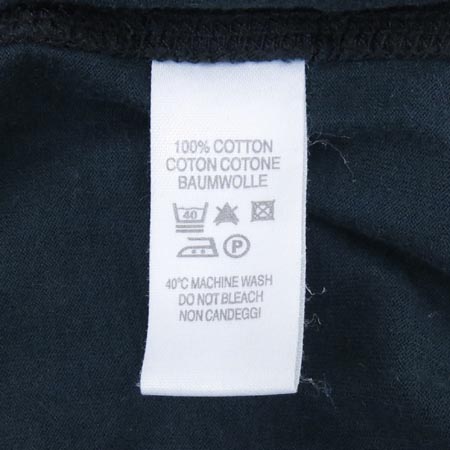 100% COTTON
COTON COTONE
BAUMWOLLE
40
P
40°C MACHINE WASH
DO NOT BLEACH
NON CANDEGGI